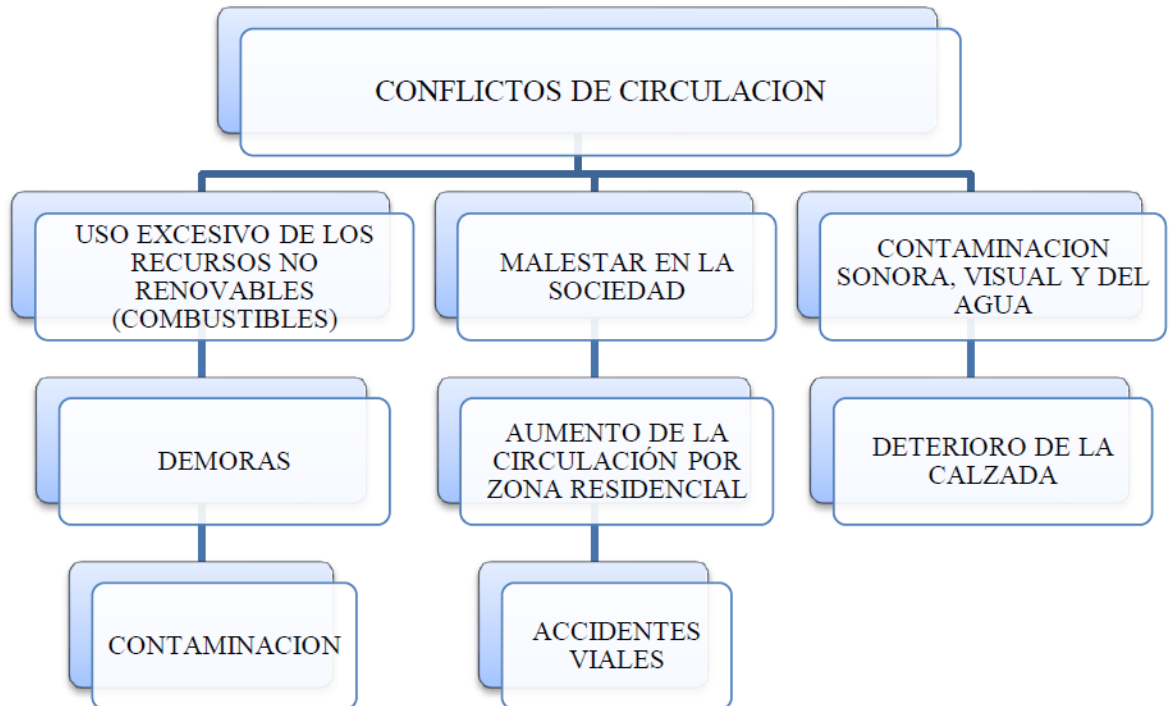 CONFLICTOS DE CIRCULACION
USO EXCESIVO DE LOS
RECURSOS NO
RENOVABLES
(COMBUSTIBLES)
MALESTAR EN LA
SOCIEDAD
CONTAMINACION
SONORA, VISUAL Y DEL
AGUA
DEMORAS
AUMENTO DE LA
CIRCULACIÓN POR
ZONA RESIDENCIAL
DETERIORO DE LA
CALZADA
CONTAMINACION
ACCIDENTES
VIALES